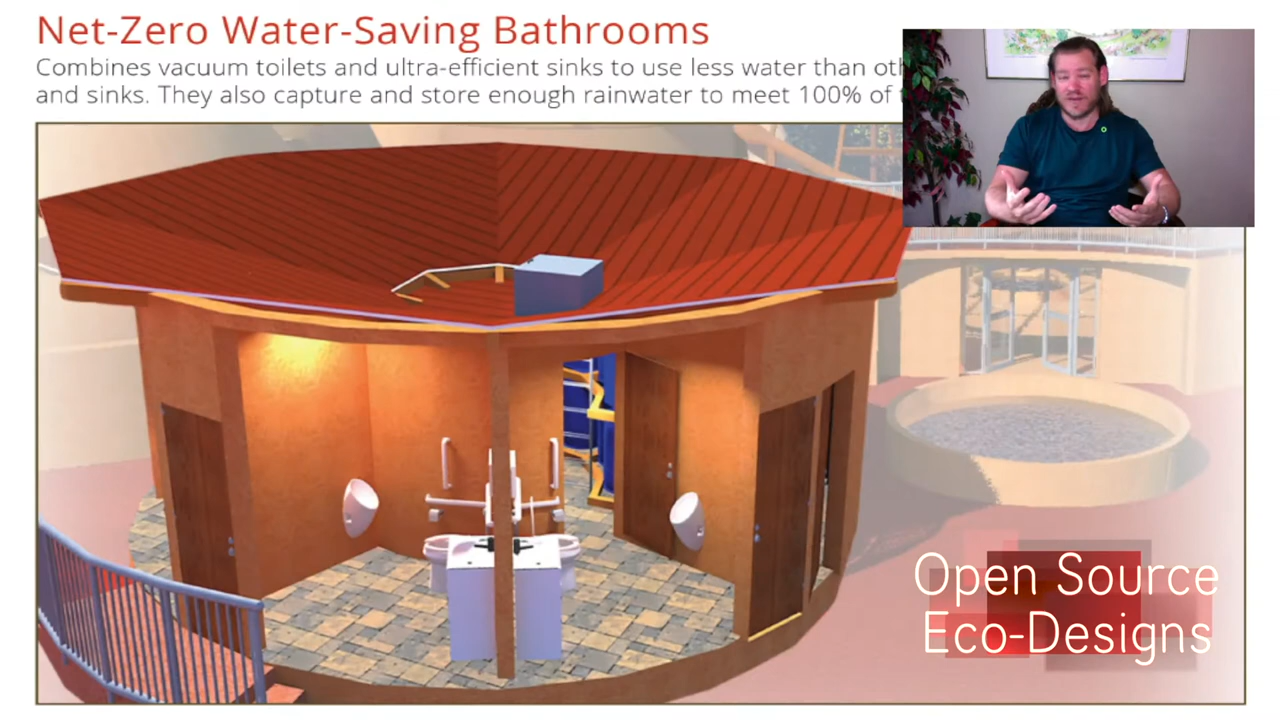 Net-Zero Water-Saving Bathrooms
Combines vacuum toilets and ultra-efficient sinks to use less water than
and sinks. They also capture and store enough rainwater to meet 100% of
Open Source
Eco-Designs